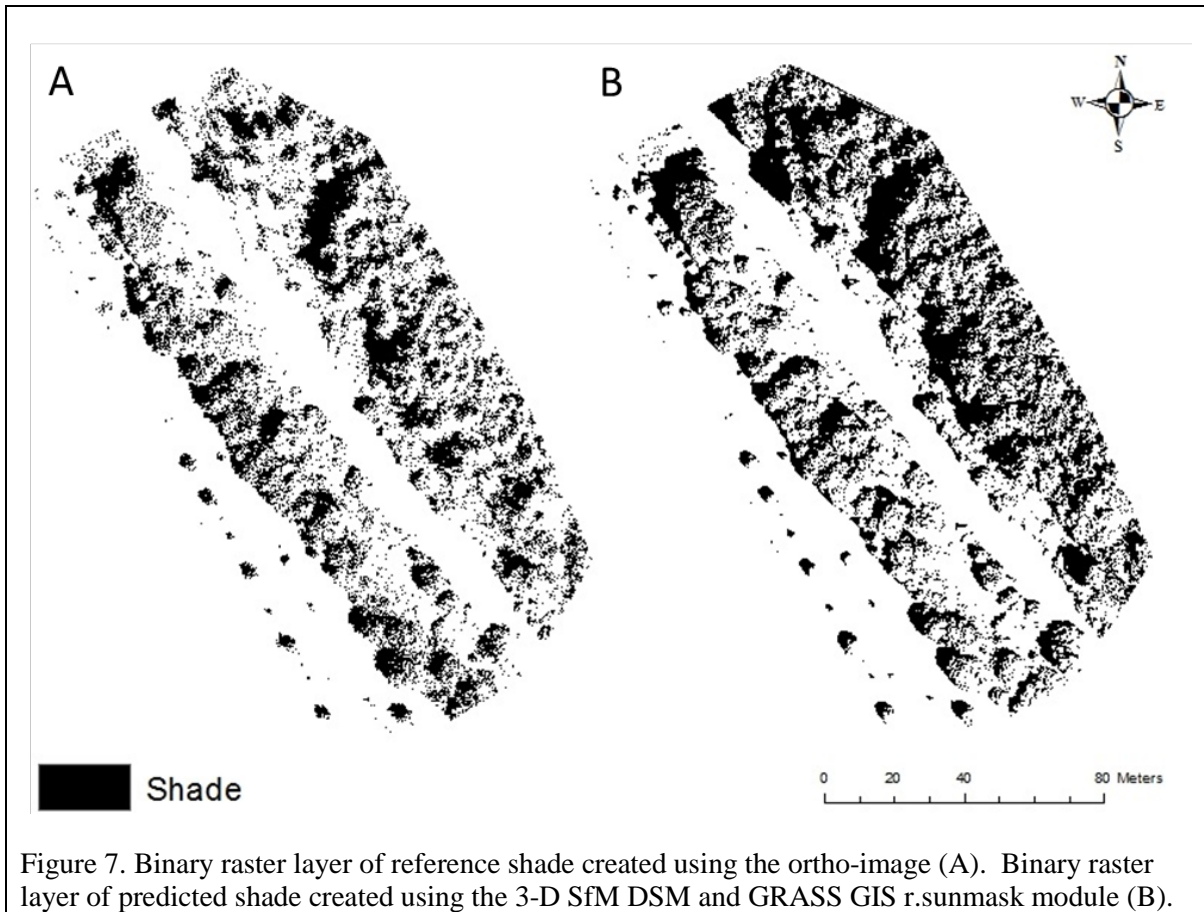 A
B
N
W E
S
Shade
0 20 40 80 Meters
Figure 7. Binary raster layer of reference shade created using the ortho-image (A).  Binary raster
layer of predicted shade created using the 3-D SfM DSM and GRASS GIS r.sunmask module (B).